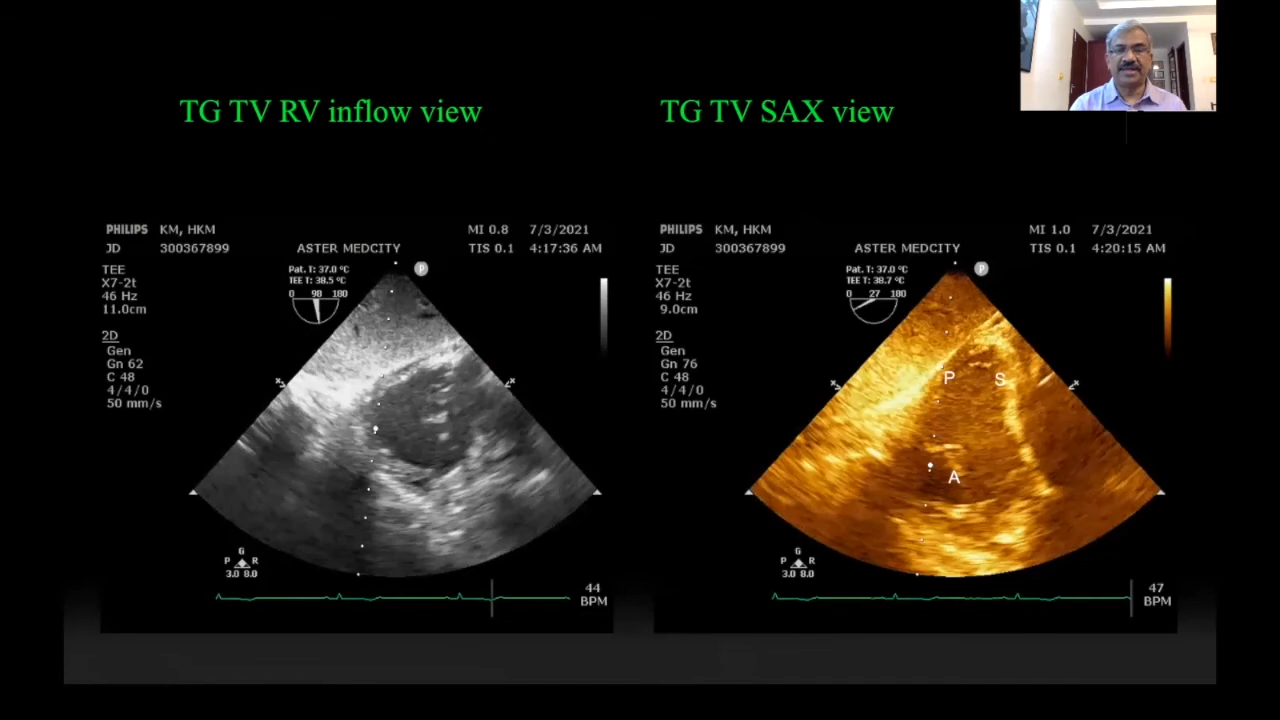 TG TV RV inflow view
PHILIPS KM, HKM MI 0.8 7/3/2021
JD 300367899 ASTER MEDCITY TIS 0.1 4:17:36 AM
TEE
X7-2t
46 Hz
11.0cm
Pat. T: 37.0 °C
TEE T: 38.5 °C
0 98 180
P
2D
Gen
Gn 62
C 48
4/4/0
50 mm/s
G
P R
3.0 8.0
44
BPM
TG TV SAX view
PHILIPS KM, HKM MI 1.0 7/3/2021
JD 300367899 ASTER MEDCITY TIS 0.1 4:20:15 AM
TEE
X7-2t
46 Hz
9.0cm
Pat. T: 37.0 °C
TEE T: 38.7 °C
0 27 180
P
2D
Gen
Gn 76
C 48
4/4/0
50 mm/s
P S
A
G
P R
3.0 8.0
47
BPM